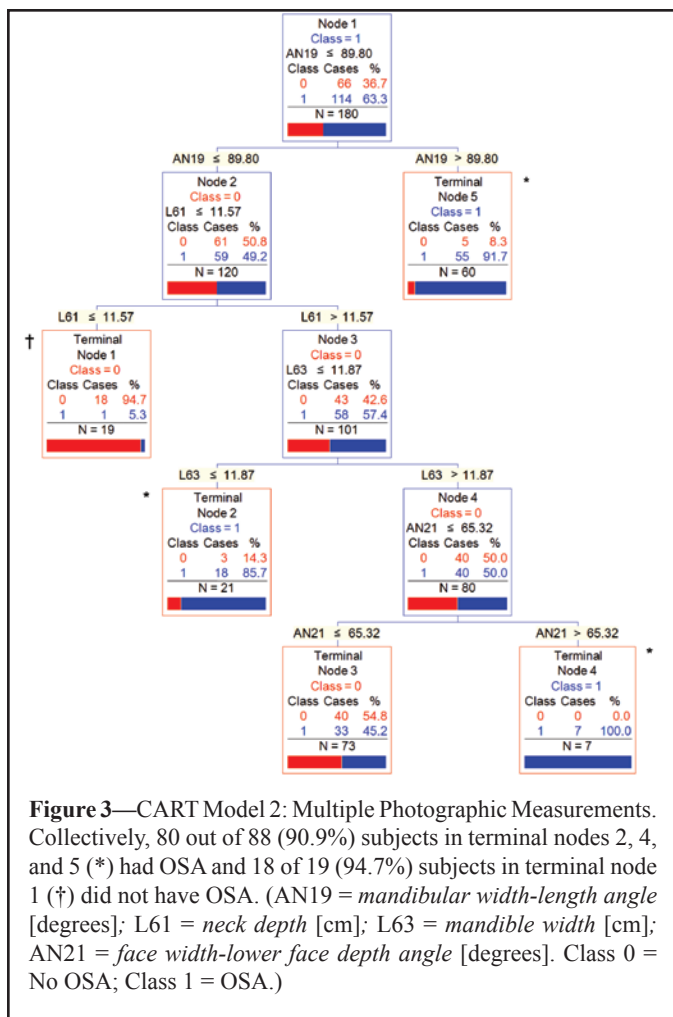 Node 1
Class = 1
AN19 ≤ 89.80
Class Cases %
0 66 36.7
1 114 63.3
N = 180
AN19 ≤ 89.80
AN19 > 89.80
Node 2
Class = 0
L61 ≤ 11.57
Class Cases %
0 61 50.8
1 59 49.2
N = 120
Terminal
Node 5
Class = 1
Class Cases %
0 5 8.3
1 55 91.7
N = 60
*
L61 ≤ 11.57
L61 > 11.57
†
Terminal
Node 1
Class = 0
Class Cases %
0 18 94.7
1 1 5.3
N = 19
Node 3
Class = 0
L63 ≤ 11.87
Class Cases %
0 43 42.6
1 58 57.4
N = 101
L63 ≤ 11.87
L63 > 11.87
*
Terminal
Node 2
Class = 1
Class Cases %
0 3 14.3
1 18 85.7
N = 21
Node 4
Class = 0
AN21 ≤ 65.32
Class Cases %
0 40 50.0
1 40 50.0
N = 80
AN21 ≤ 65.32
AN21 > 65.32
Terminal
Node 3
Class = 0
Class Cases %
0 40 54.8
1 33 45.2
N = 73
Terminal
Node 4
Class = 1
Class Cases %
0 0 0.0
1 7 100.0
N = 7
*
Figure 3—CART Model 2: Multiple Photographic Measurements.
Collectively, 80 out of 88 (90.9%) subjects in terminal nodes 2, 4,
and 5 (*) had OSA and 18 of 19 (94.7%) subjects in terminal node
1 (†) did not have OSA. (AN19 = mandibular width-length angle
[degrees]; L61 = neck depth [cm]; L63 = mandible width [cm];
AN21 = face width-lower face depth angle [degrees]. Class 0 =
No OSA; Class 1 = OSA.)